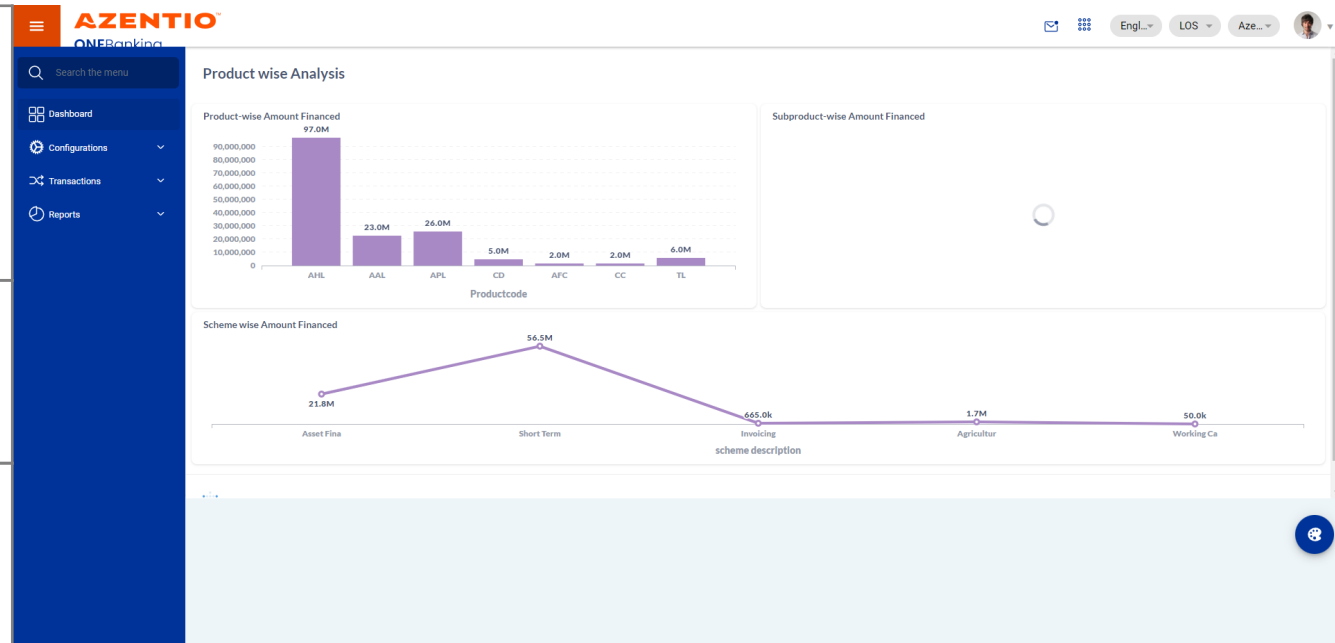 AZENTIO
ONEBanking
Engl...
LOS
Aze...
Search the menu
Dashboard
Configurations
Transactions
Reports
Product wise Analysis
Product-wise Amount Financed
97.0M
90,000,000
80,000,000
70,000,000
60,000,000
50,000,000
40,000,000
30,000,000
20,000,000
10,000,000
0
23.0M
26.0M
5.0M
2.0M
2.0M
6.0M
AHL AAL APL CD AFC CC TL
Productcode
Subproduct-wise Amount Financed
Scheme wise Amount Financed
56.5M
21.8M
665.0k
1.7M
50.0k
Asset Fina Short Term Invoicing Agricultur Working Ca
scheme description